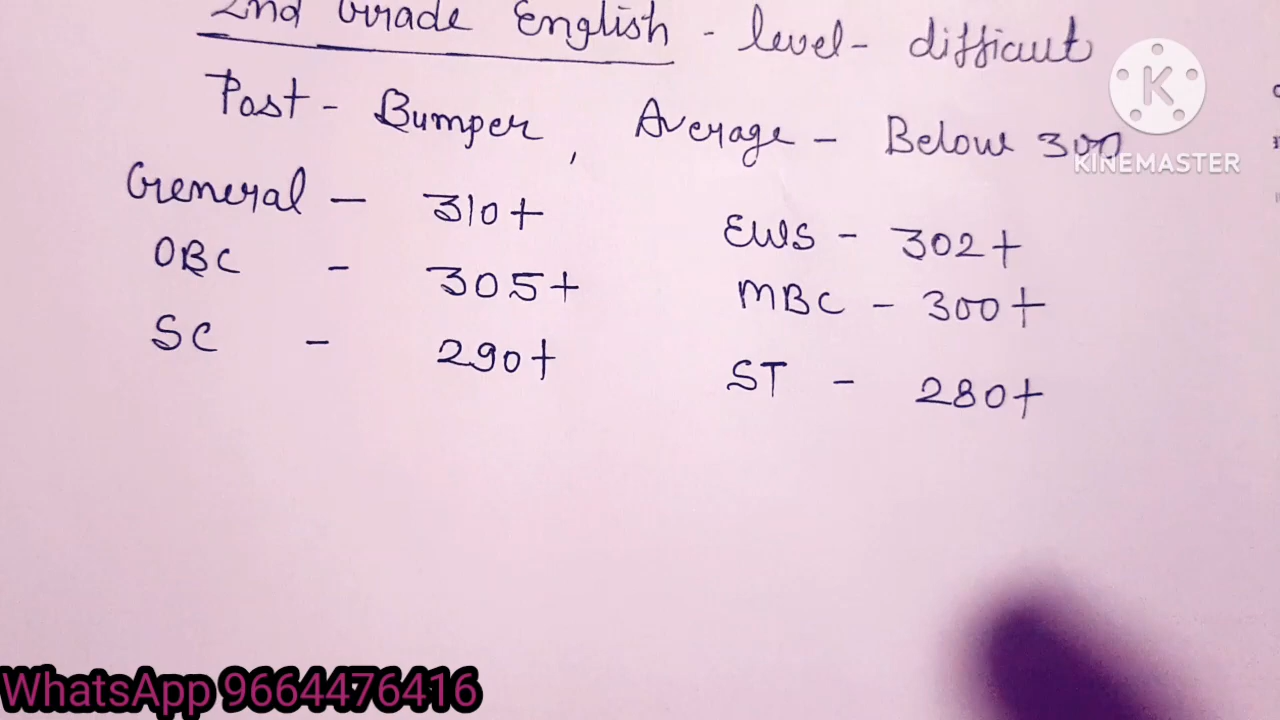 2nd Grade English - level - difficult
Post - Bumper, Average - Below 300
KINEMASTER
General - 310+
EWS - 302+
OBC - 305+
MBC - 300+
SC - 290+
ST - 280+
WhatsApp 9664476416